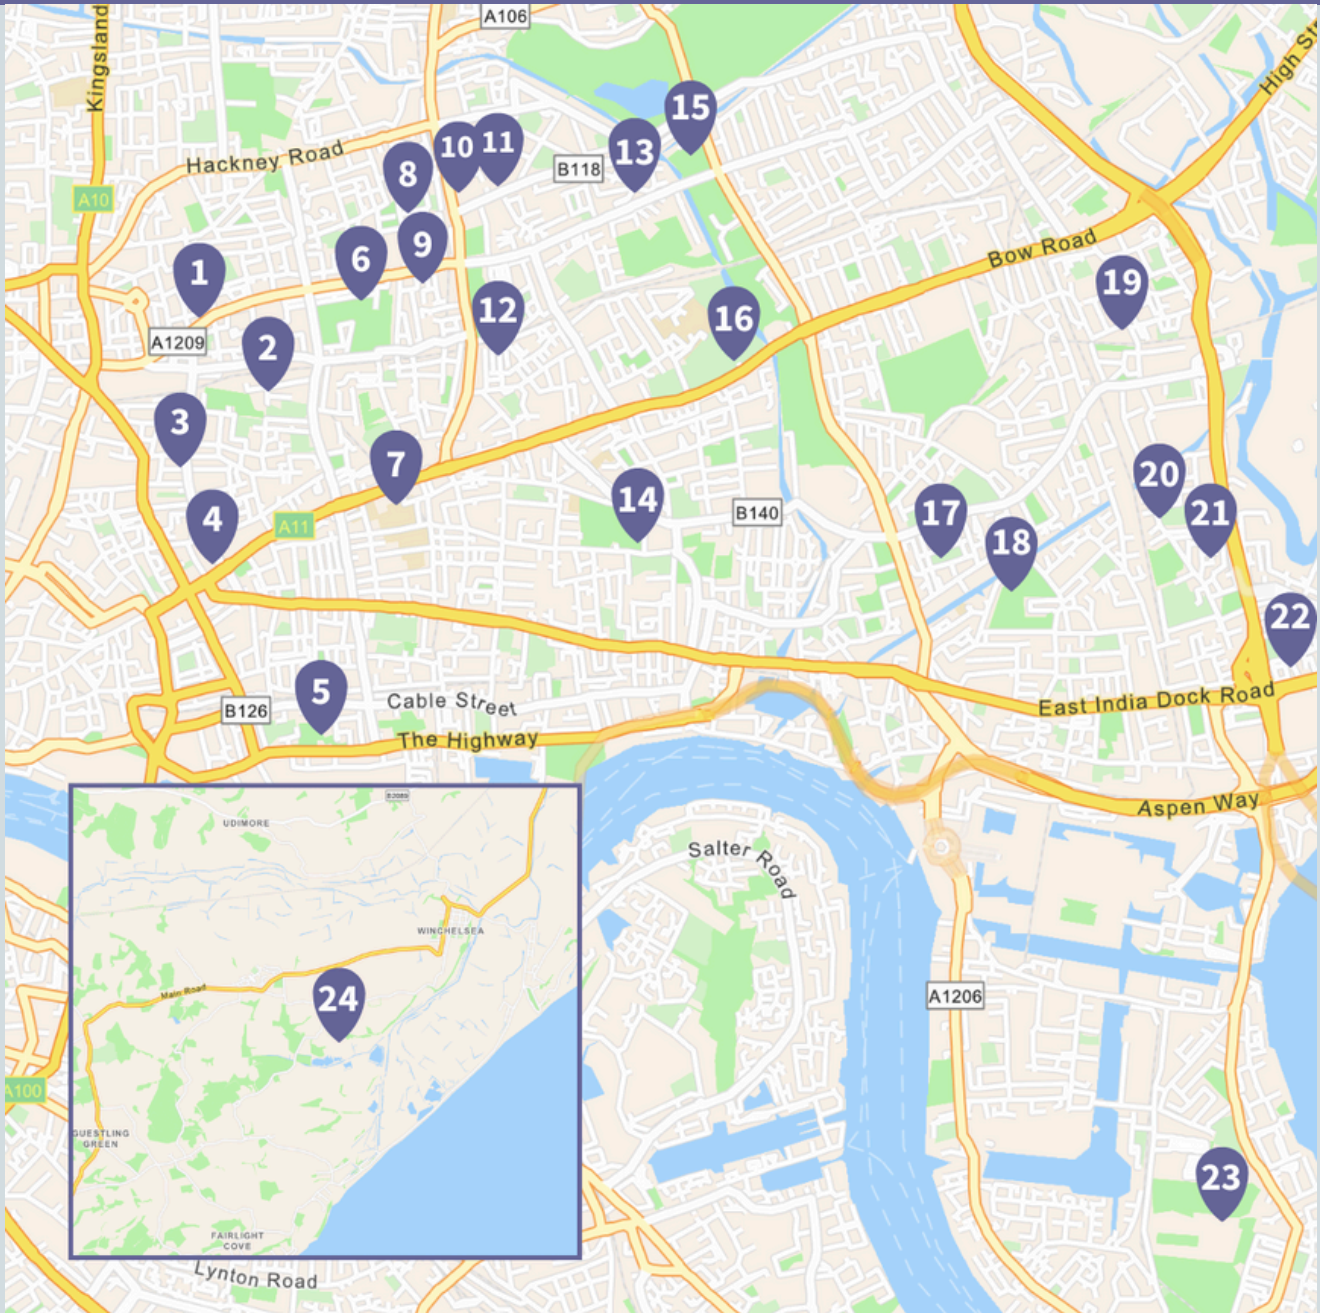 A106
Kingsland
High St
15
10
11
13
Hackney Road
B118
8
A10
9
Bow Road
6
1
19
12
16
A1209
2
3
7
20
14
17
21
4
A11
B140
18
22
5
Cable Street
East India Dock Road
B126
The Highway
Aspen Way
B2089
UDIMORE
Salter Road
WINCHELSEA
Main Road
24
A1206
A100
GUESTLING
GREEN
23
FAIRLIGHT
COVE
Lynton Road